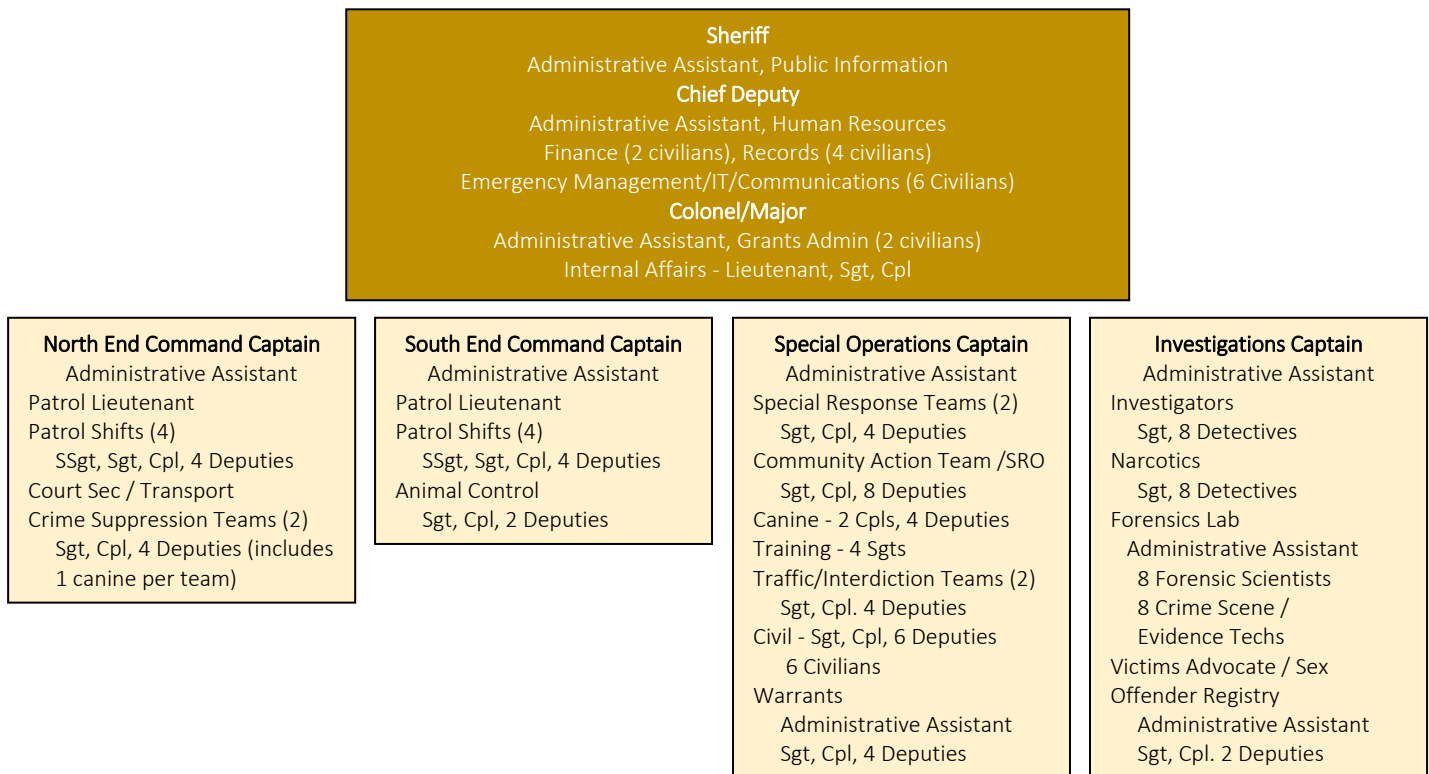 Sheriff
Administrative Assistant, Public Information
Chief Deputy
Administrative Assistant, Human Resources
Finance (2 civilians), Records (4 civilians)
Emergency Management/IT/Communications (6 Civilians)
Colonel/Major
Administrative Assistant, Grants Admin (2 civilians)
Internal Affairs - Lieutenant, Sgt, Cpl
North End Command Captain
Administrative Assistant
Patrol Lieutenant
Patrol Shifts (4)
SSgt, Sgt, Cpl, 4 Deputies
Court Sec / Transport
Crime Suppression Teams (2)
Sgt, Cpl, 4 Deputies (includes
1 canine per team)
South End Command Captain
Administrative Assistant
Patrol Lieutenant
Patrol Shifts (4)
SSgt, Sgt, Cpl, 4 Deputies
Animal Control
Sgt, Cpl, 2 Deputies
Special Operations Captain
Administrative Assistant
Special Response Teams (2)
Sgt, Cpl, 4 Deputies
Community Action Team /SRO
Sgt, Cpl, 8 Deputies
Canine - 2 Cpls, 4 Deputies
Training - 4 Sgts
Traffic/Interdiction Teams (2)
Sgt, Cpl. 4 Deputies
Civil - Sgt, Cpl, 6 Deputies
6 Civilians
Warrants
Administrative Assistant
Sgt, Cpl, 4 Deputies
Investigations Captain
Administrative Assistant
Investigators
Sgt, 8 Detectives
Narcotics
Sgt, 8 Detectives
Forensics Lab
Administrative Assistant
8 Forensic Scientists
8 Crime Scene /
Evidence Techs
Victims Advocate / Sex
Offender Registry
Administrative Assistant
Sgt, Cpl. 2 Deputies